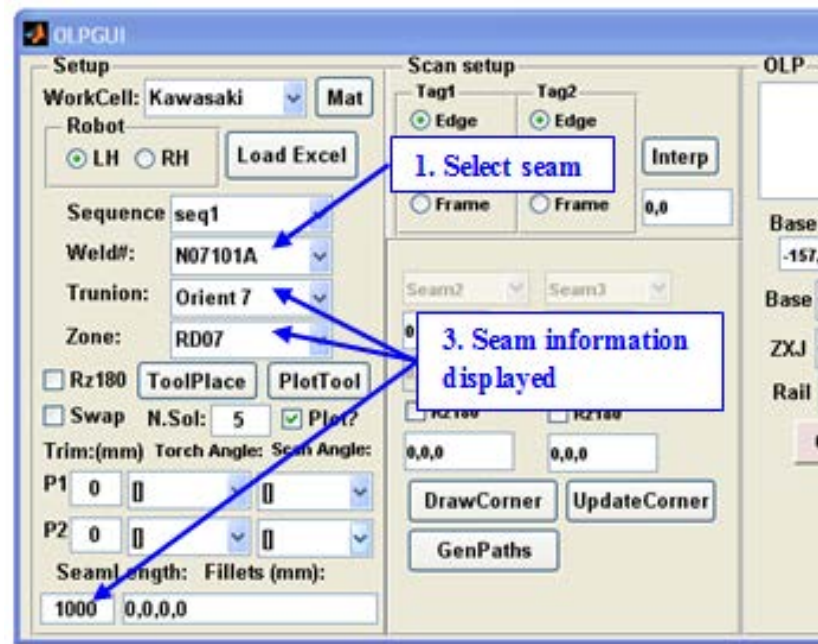 OLPGUI
Setup
WorkCell: Kawasaki Mat
Robot
LH RH Load Excel
Sequence seq1
Weld#: N07101A
Trunion: Orient 7
Zone: RD07
Rz180 ToolPlace PlotTool
Swap N.Sol: 5 Plot?
Trim:(mm) Torch Angle: Scan Angle:
P1 0 [] []
P2 0 [] []
SeamLength: Fillets (mm):
1000 0,0,0,0
Scan setup
Tag1 Tag2
Edge Edge
1. Select seam
Interp
Frame Frame 0,0
Seam2 Seam3
3. Seam information
displayed
Rz180 Rz180
0,0,0 0,0,0
DrawCorner UpdateCorner
GenPaths
OLP
Base
-157,
Base
ZXJ
Rail